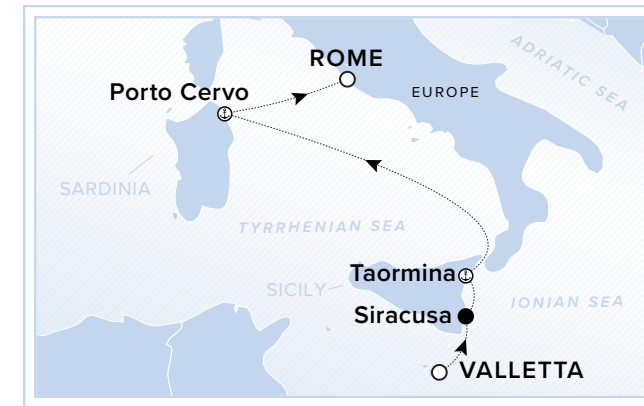 ADRIATIC SEA
ROME
Porto Cervo
EUROPE
SARDINIA
TYRRHENIAN SEA
Taormina
SICILY
IONIAN SEA
Siracusa
VALLETTA